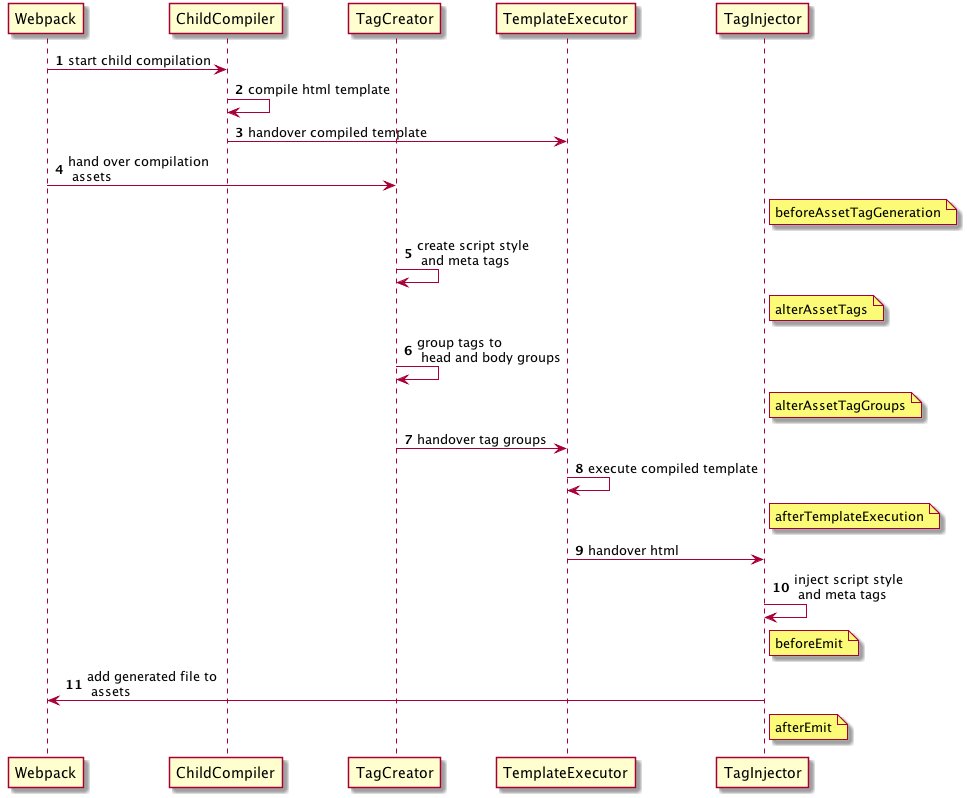 Webpack ChildCompiler TagCreator TemplateExecutor TagInjector
1 start child compilation
2 compile html template
3 handover compiled template
4 hand over compilation
assets
beforeAssetTagGeneration
5 create script style
and meta tags
alterAssetTags
6 group tags to
head and body groups
alterAssetTagGroups
7 handover tag groups
8 execute compiled template
afterTemplateExecution
9 handover html
10 inject script style
and meta tags
beforeEmit
11 add generated file to
assets
afterEmit
Webpack ChildCompiler TagCreator TemplateExecutor TagInjector